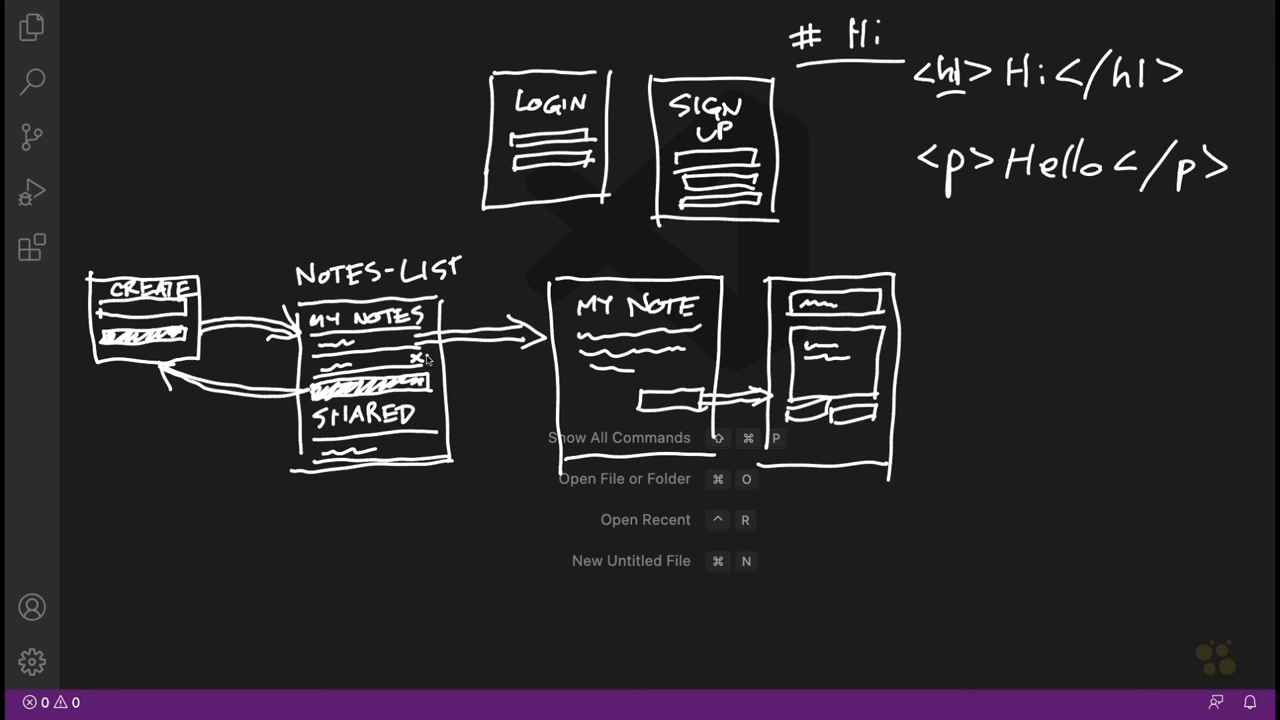 # Hi
<h1>Hi</h1>
<p>Hello</p>
LOGIN
SIGN
UP
CREATE
NOTES-LIST
MY NOTES
x
SHARED
MY NOTE
Show All Commands ⇧ ⌘ P
Open File or Folder ⌘ O
Open Recent ^ R
New Untitled File ⌘ N
0 0